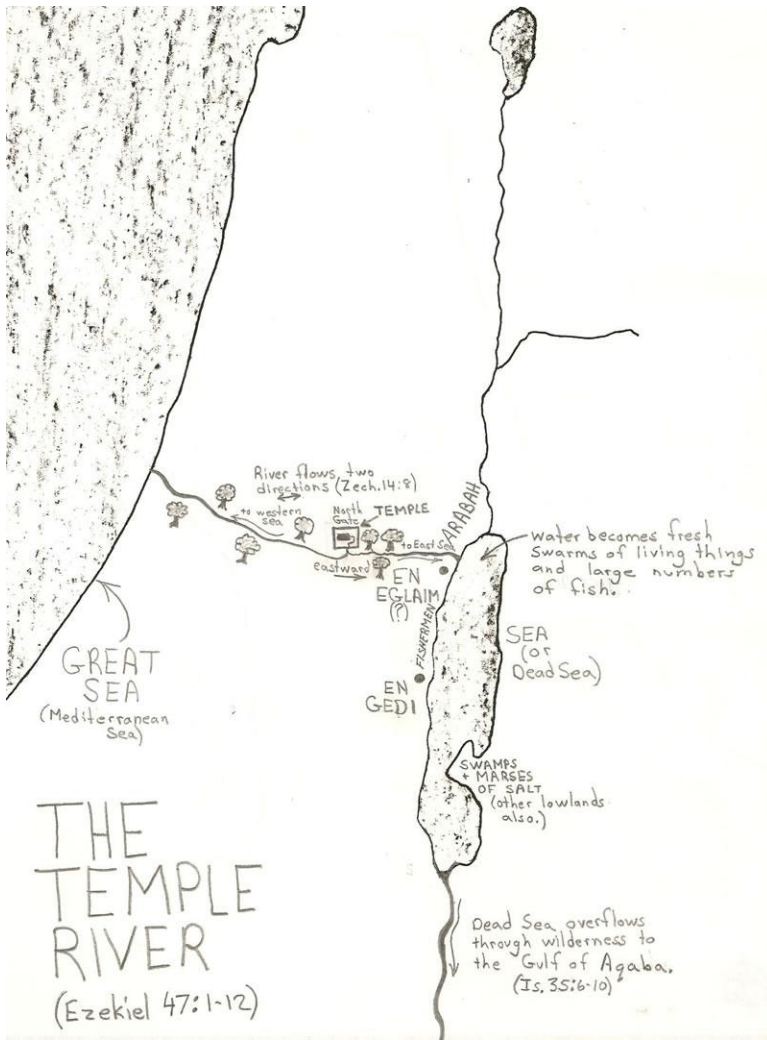 River flows two
directions (Zech. 14:8)
to western
sea
North
Gate
TEMPLE
to East Sea
eastward
ARABAH
EN
EGLAIM
(?)
FISHERMEN
EN
GEDI
Water becomes fresh
Swarms of living things
and large numbers
of fish.
SEA
(or
Dead Sea)
GREAT
SEA
(Mediterranean
Sea)
SWAMPS
+ MARSES
OF SALT
(other lowlands
also.)
THE
TEMPLE
RIVER
(Ezekiel 47:1-12)
Dead Sea overflows
through wilderness to
the Gulf of Aqaba.
(Is. 35:6-10)